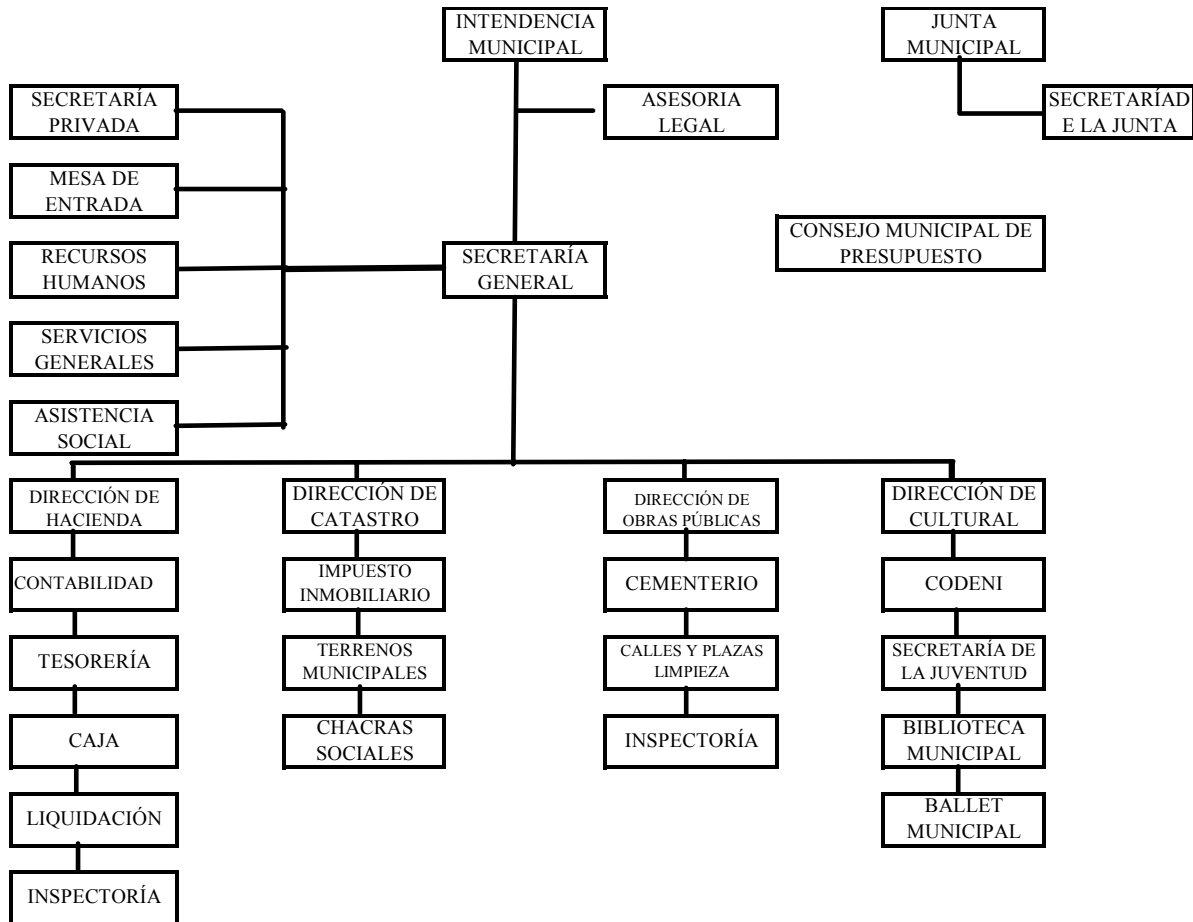 INTENDENCIA
MUNICIPAL
JUNTA
MUNICIPAL
SECRETARÍA
PRIVADA
ASESORIA
LEGAL
SECRETARÍAD
E LA JUNTA
MESA DE
ENTRADA
CONSEJO MUNICIPAL DE
PRESUPUESTO
RECURSOS
HUMANOS
SECRETARÍA
GENERAL
SERVICIOS
GENERALES
ASISTENCIA
SOCIAL
DIRECCIÓN DE
HACIENDA
DIRECCIÓN DE
CATASTRO
DIRECCIÓN DE
OBRAS PÚBLICAS
DIRECCIÓN DE
CULTURAL
CONTABILIDAD
IMPUESTO
INMOBILIARIO
CEMENTERIO
CODENI
TESORERÍA
TERRENOS
MUNICIPALES
CALLES Y PLAZAS
LIMPIEZA
SECRETARÍA DE
LA JUVENTUD
CAJA
CHACRAS
SOCIALES
INSPECTORÍA
BIBLIOTECA
MUNICIPAL
LIQUIDACIÓN
BALLET
MUNICIPAL
INSPECTORÍA